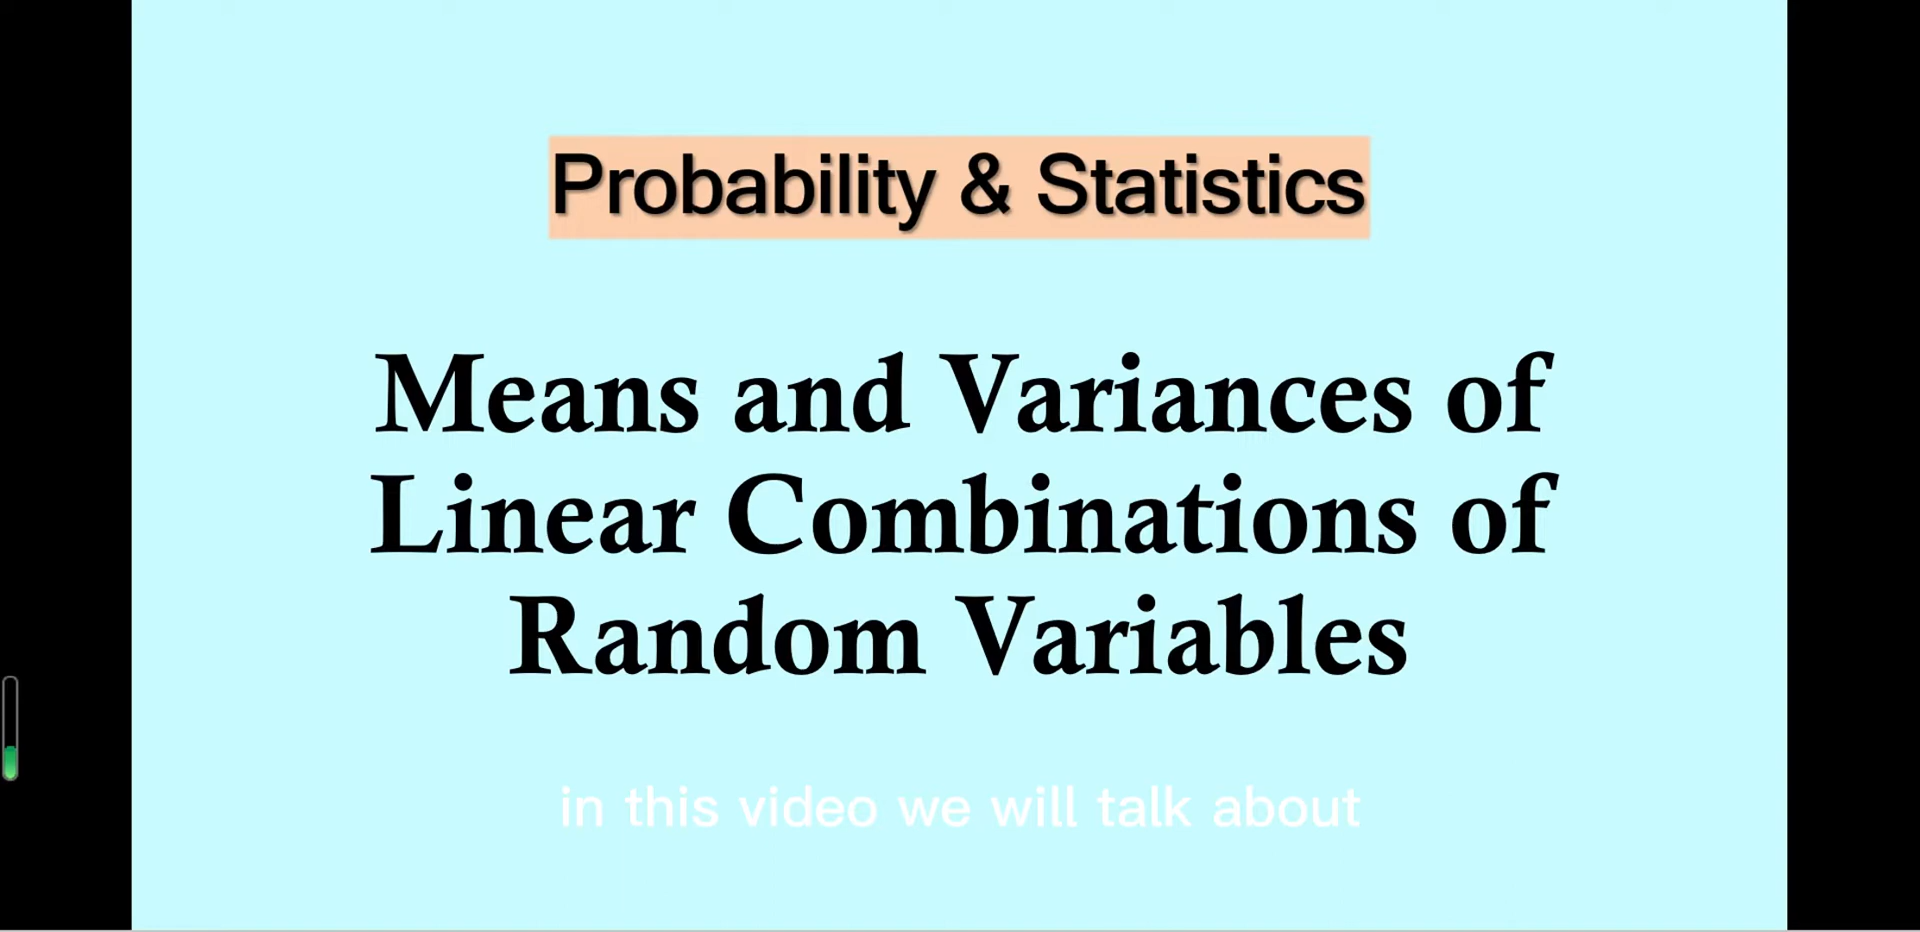 Probability & Statistics
Means and Variances of
Linear Combinations of
Random Variables
in this video we will talk about